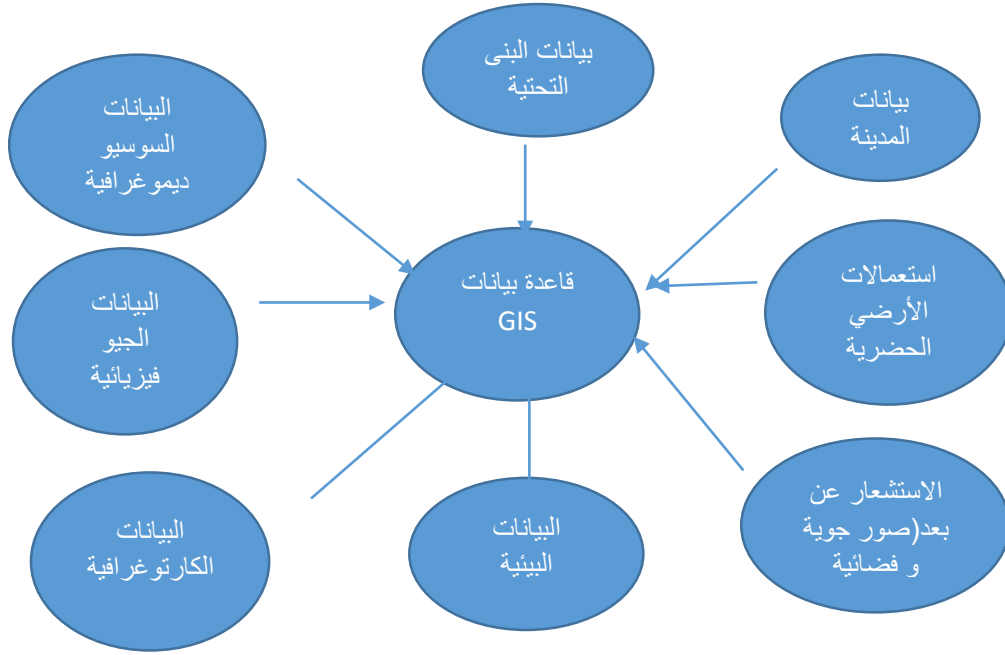 بيانات البنى
التحتية
بيانات
المدينة
البيانات
السوسيو
ديموغرافية
قاعدة بيانات
GIS
استعمالات
الأرضي
الحضرية
البيانات
الجيو
فيزيائية
الاستشعار عن
بعد(صور جوية
و فضائية
البيانات
البيئية
البيانات
الكارتوغرافية